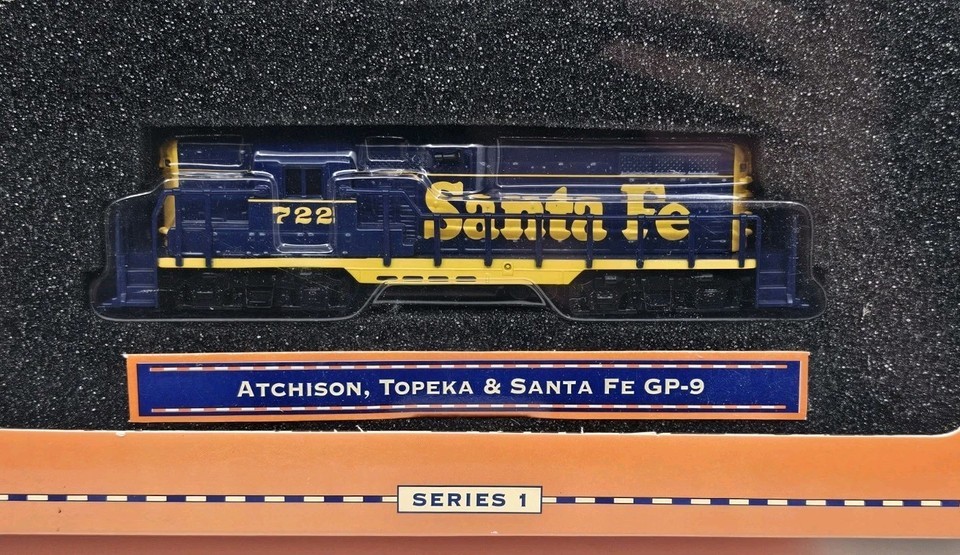 722
Santa Fe
ATCHISON, TOPEKA & SANTA FE GP-9
SERIES 1